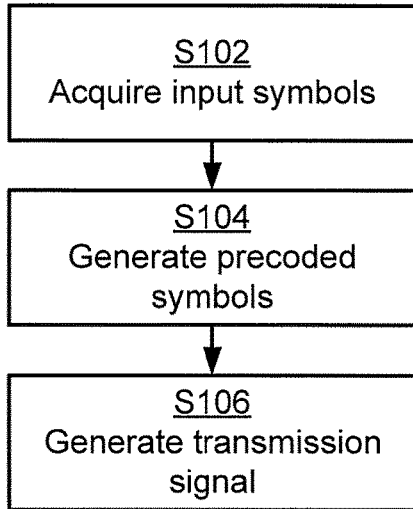 S102
Acquire input symbols
S104
Generate precoded
symbols
S106
Generate transmission
signal